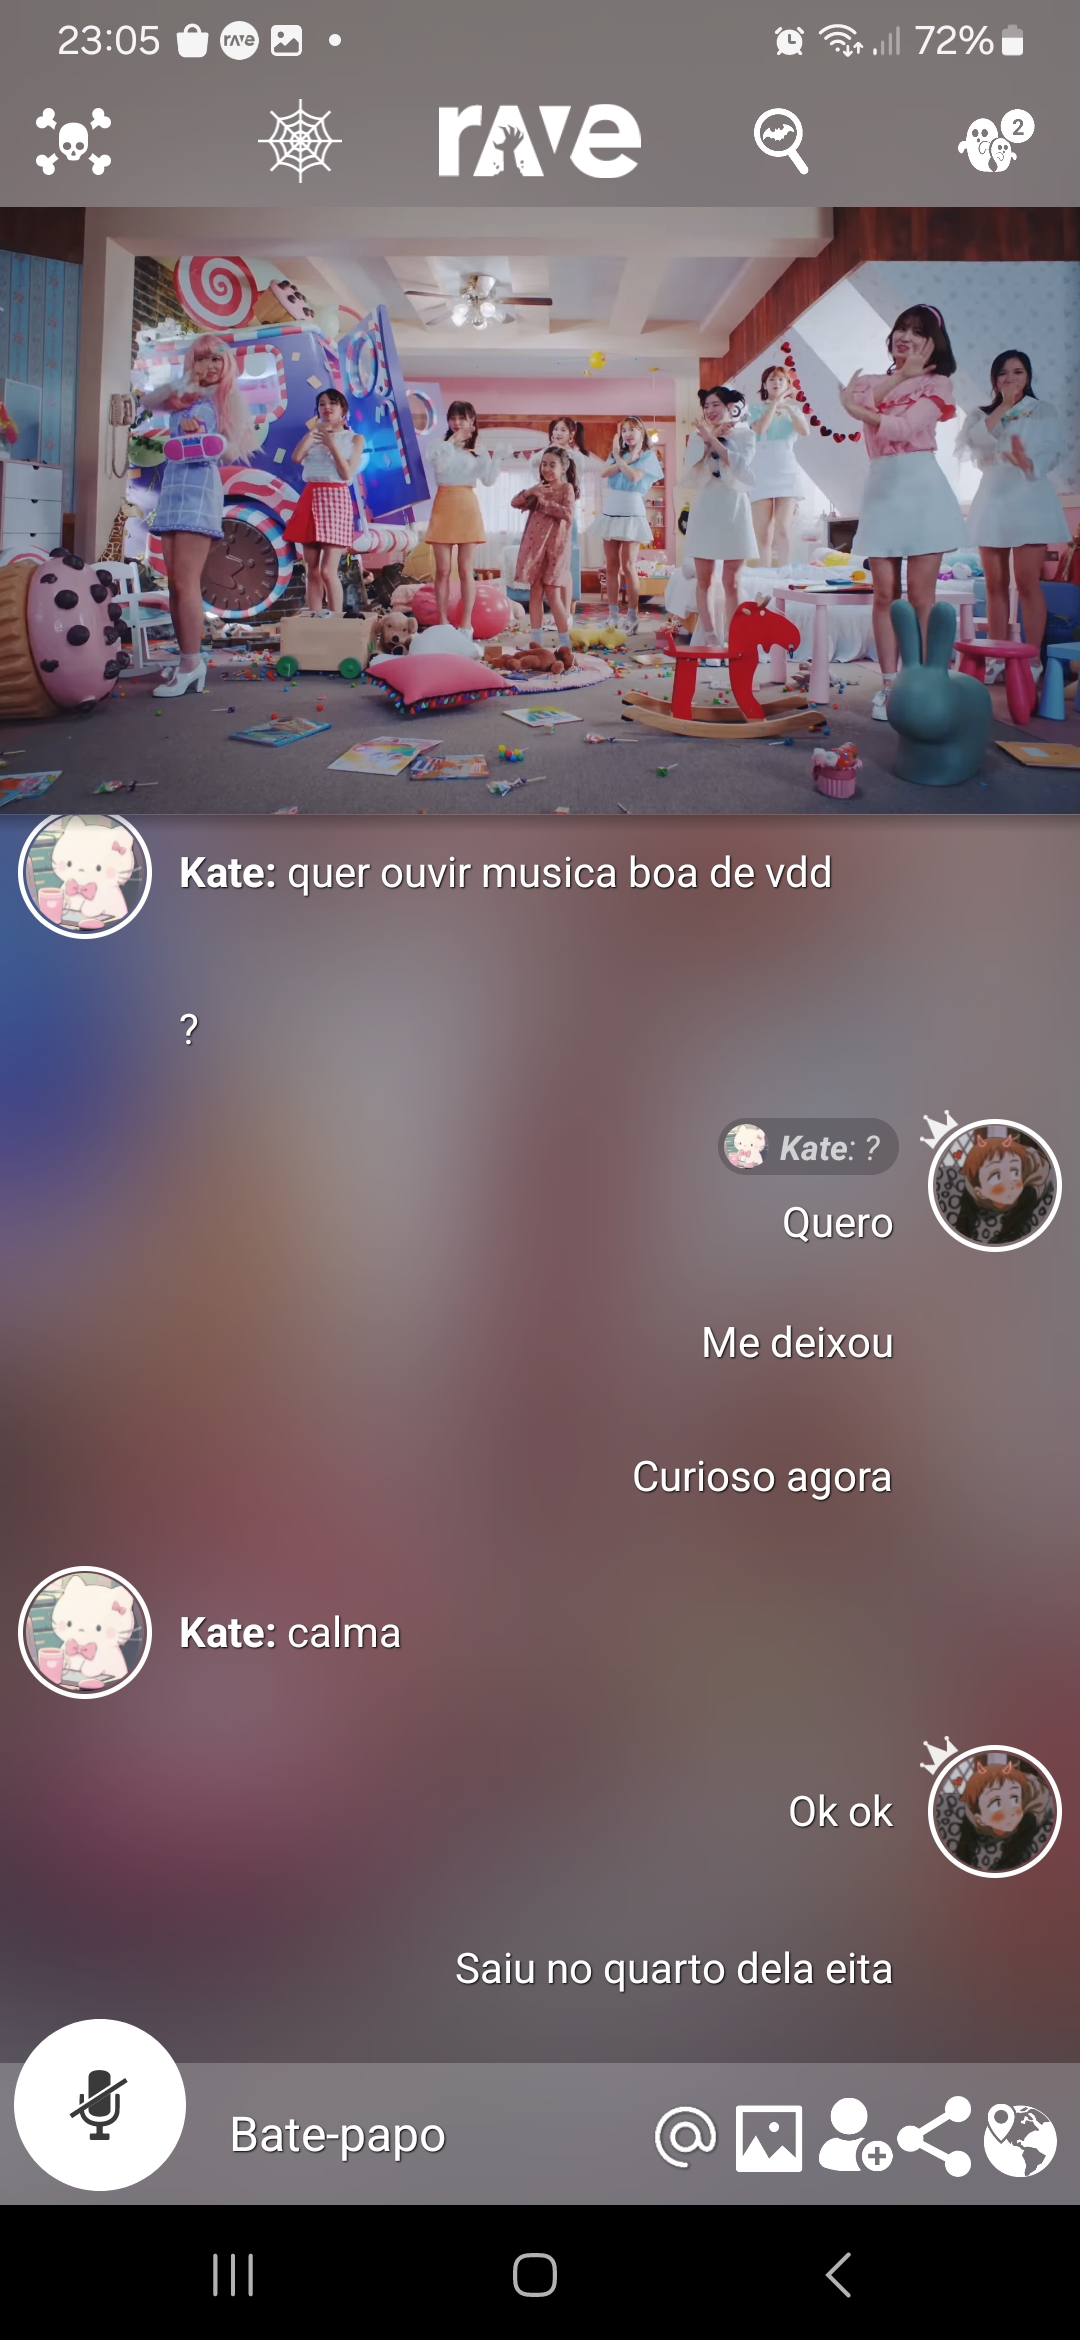 23:05
rave
72%
rave
2
Kate: quer ouvir musica boa de vdd
?
Kate: ?
Quero
Me deixou
Curioso agora
Kate: calma
Ok ok
Saiu no quarto dela eita
Bate-papo